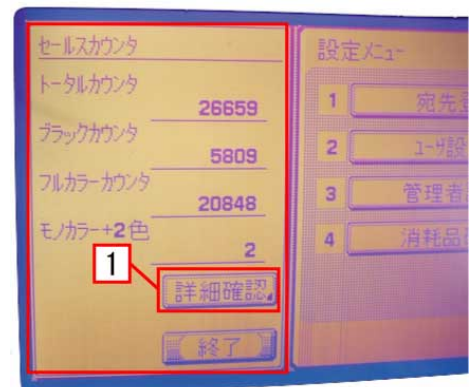 セールスカウンタ
トータルカウンタ
26659
ブラックカウンタ
5809
フルカラーカウンタ
20848
モノカラー+2色
2
1
詳細確認
終了
設定メニュー
1 宛先
2 ユーザ設
3 管理者
4 消耗品